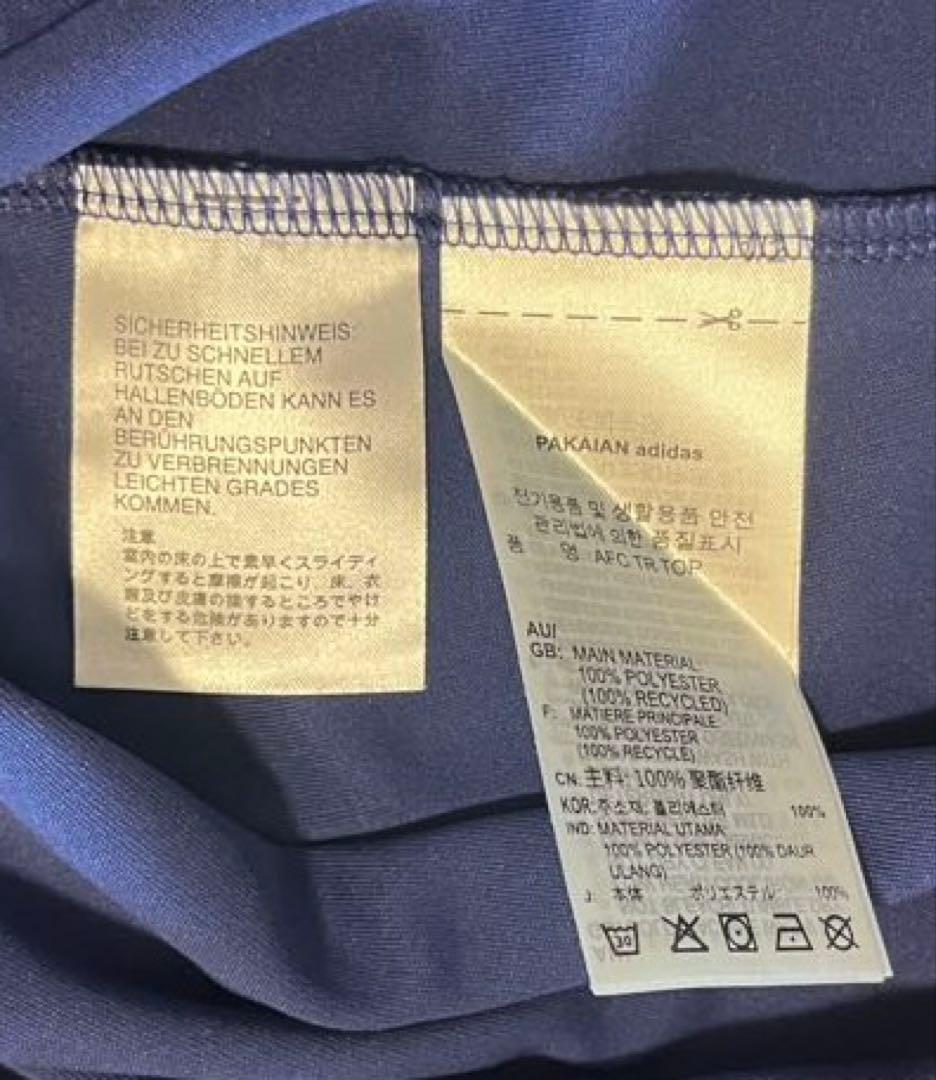 SICHERHEITSHINWEIS:
BEI ZU SCHNELLEM
RUTSCHEN AUF
HALLENBÖDEN KANN ES
AN DEN
BERÜHRUNGSPUNKTEN
ZU VERBRENNUNGEN
LEICHTEN GRADES
KOMMEN.
注意
室内の床の上で素早くスライディ
ングすると摩擦が起こり 床、衣
服及び皮膚の接するところでやけ
どをする危険がありますので十分
注意して下さい。
PAKAIAN adidas
전기용품 및 생활용품 안전
관리법에 의한 품질표시
품 명: AFC TR TOP
AU/
GB: MAIN MATERIAL:
100% POLYESTER
(100% RECYCLED)
F: MATIERE PRINCIPALE:
100% POLYESTER
(100% RECYCLE)
CN: 主料: 100% 聚酯纤维
KOR: 주소재: 폴리에스터 100%
IND: MATERIAL UTAMA:
100% POLYESTER (100% DAUR
ULANG)
J: 本体 ポリエステル 100%
30